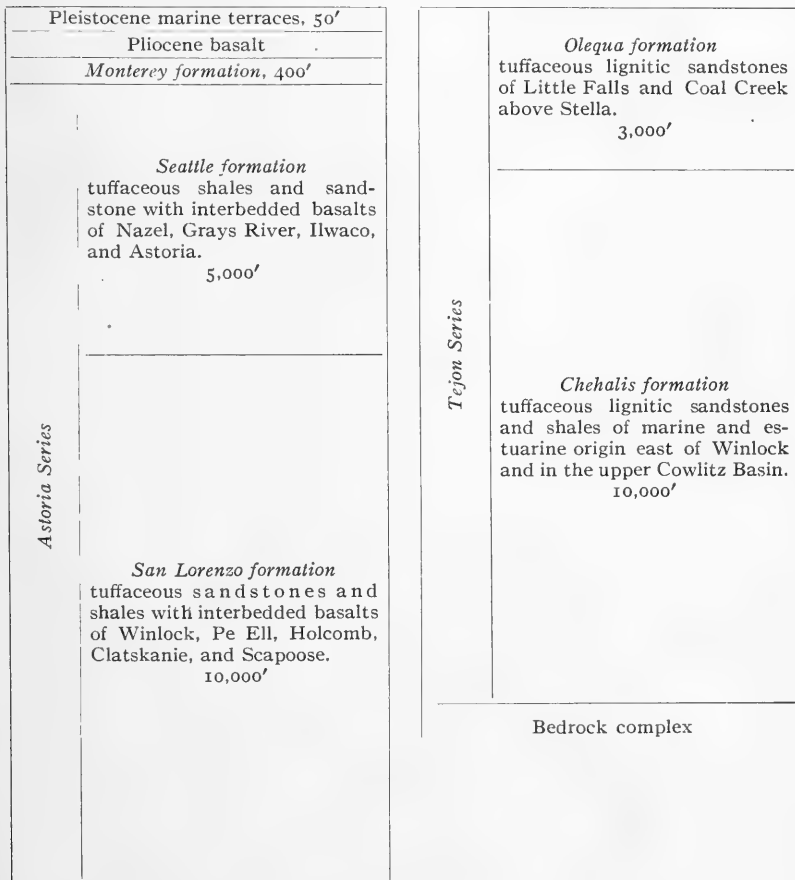 Pleistocene marine terraces, 50′
Pliocene basalt
Monterey formation, 400′
Astoria Series
Seattle formation
tuffaceous shales and sand-
stone with interbedded basalts
of Nazel, Grays River, Ilwaco,
and Astoria.
5,000′
San Lorenzo formation
tuffaceous sandstones and
shales with interbedded basalts
of Winlock, Pe Ell, Holcomb,
Clatskanie, and Scapoose.
10,000′
Tejon Series
Olequa formation
tuffaceous lignitic sandstones
of Little Falls and Coal Creek
above Stella.
3,000′
Chehalis formation
tuffaceous lignitic sandstones
and shales of marine and es-
tuarine origin east of Winlock
and in the upper Cowlitz Basin.
10,000′
Bedrock complex